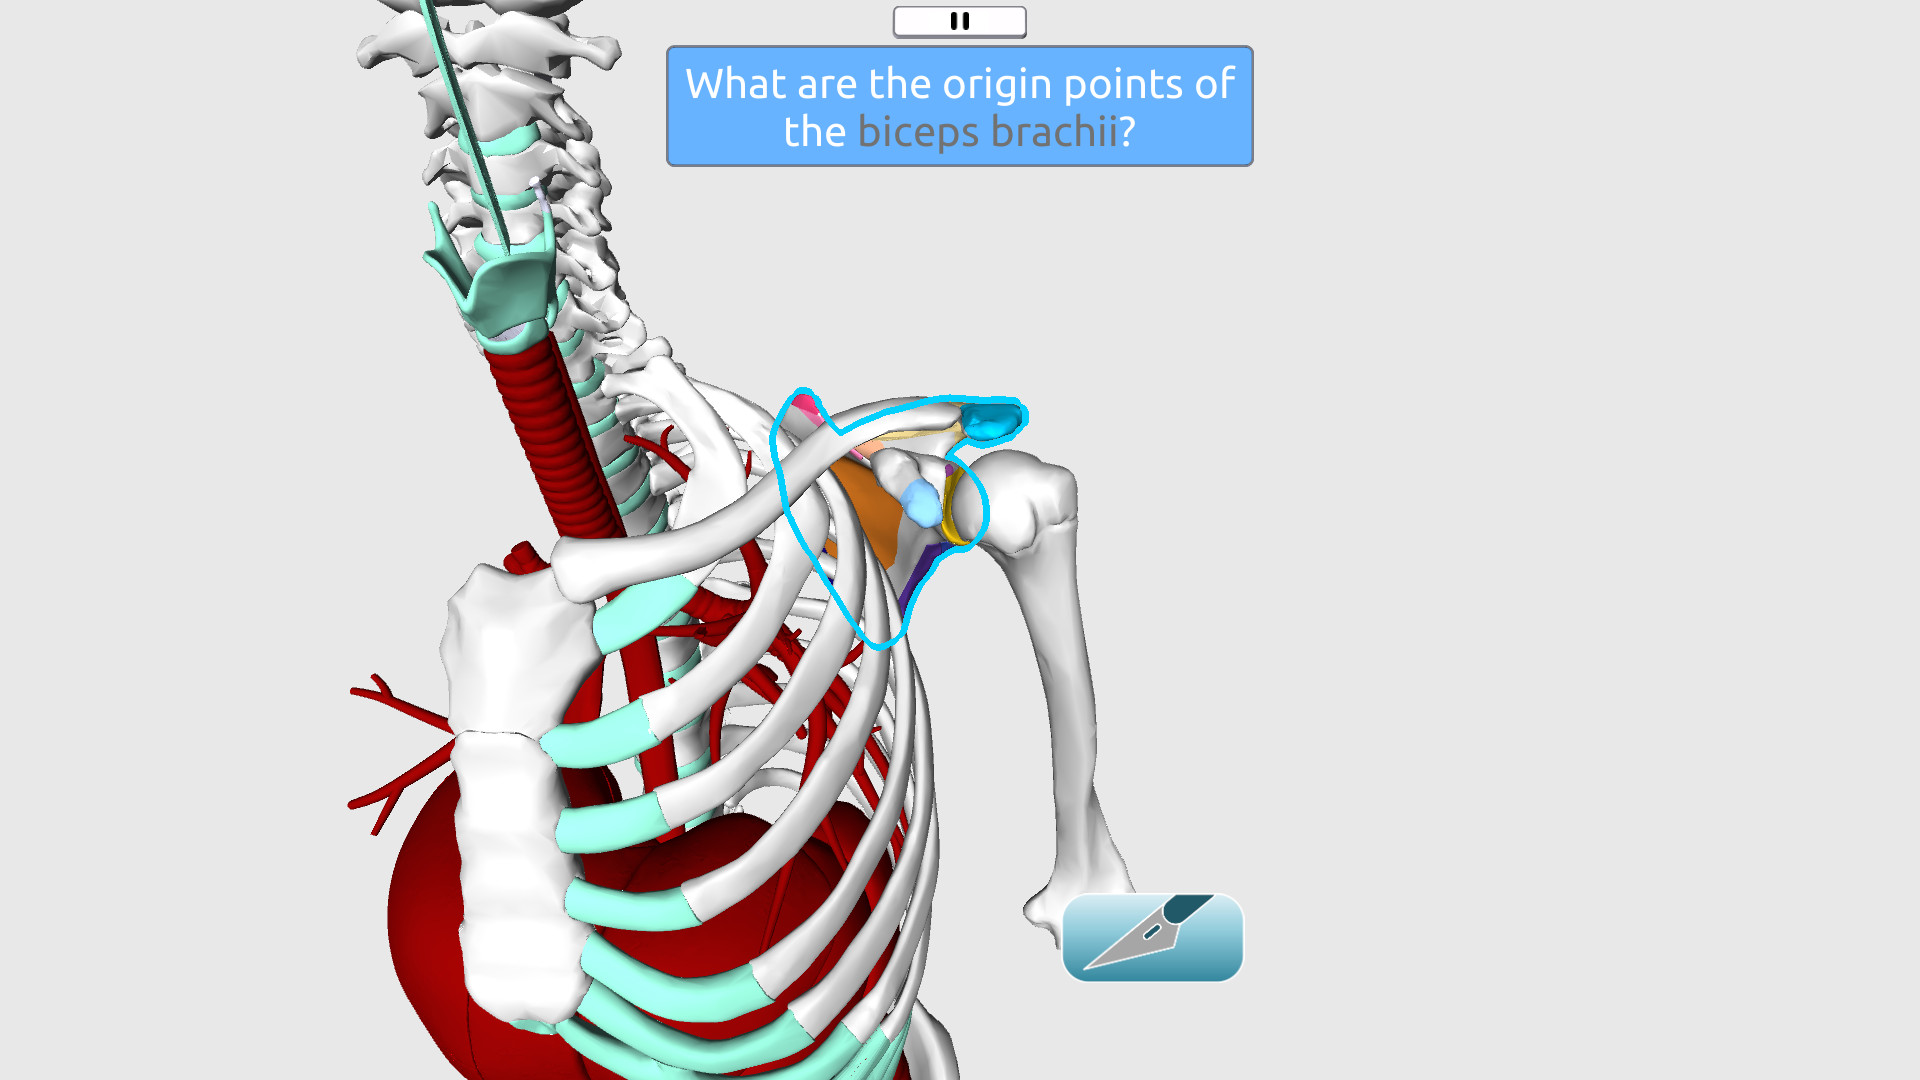 What are the origin points of
the biceps brachii?